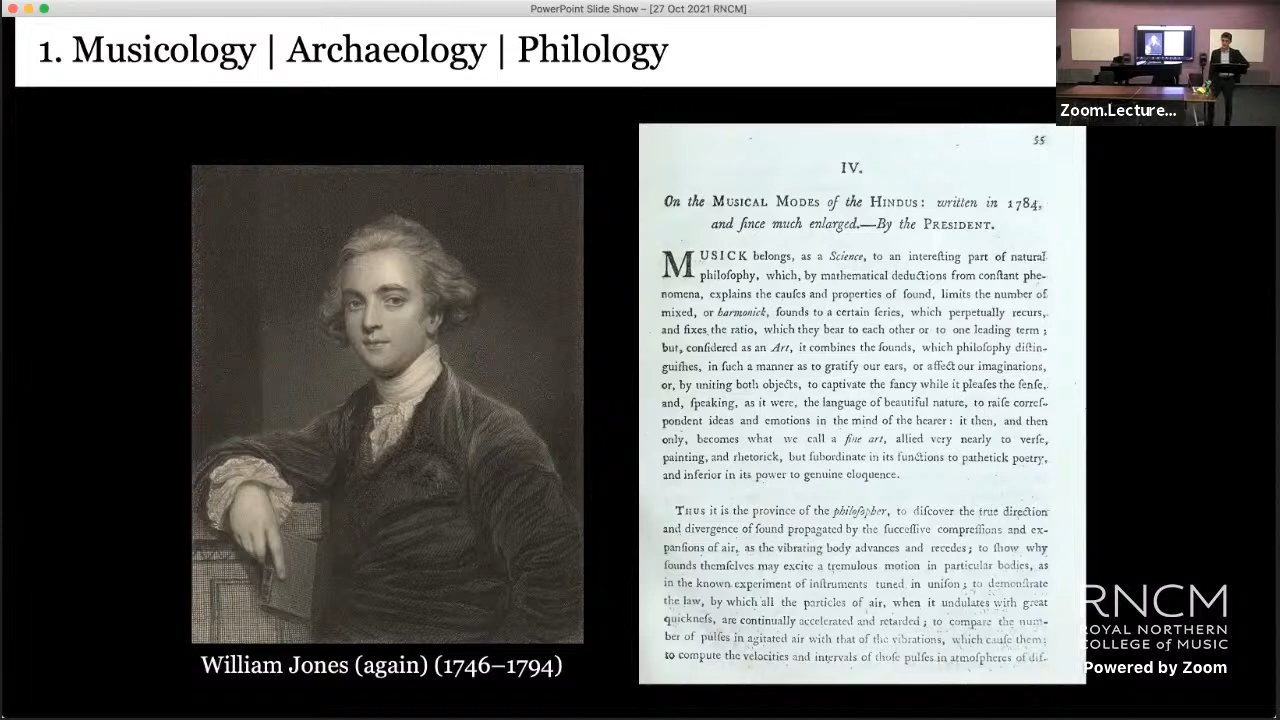 PowerPoint Slide Show – [27 Oct 2021 RNCM]
1. Musicology | Archaeology | Philology
Zoom.Lecture...
55
IV.
On the MUSICAL MODES of the HINDUS: written in 1784,
and ſince much enlarged.—By the PRESIDENT.
MUSICK belongs, as a Science, to an intereſting part of natural
philoſophy, which, by mathematical deductions from conſtant phe-
nomena, explains the cauſes and properties of ſound, limits the number of
mixed, or harmonick, ſounds to a certain ſeries, which perpetually recurs,
and fixes the ratio, which they bear to each other or to one leading term;
but, conſidered as an Art, it combines the ſounds, which philoſophy diſtin-
guiſhes, in ſuch a manner as to gratify our ears, or affect our imaginations,
or, by uniting both objects, to captivate the fancy while it pleaſes the ſenſe,
and, ſpeaking, as it were, the language of beautiful nature, to raiſe correſ-
pondent ideas and emotions in the mind of the hearer: it then, and then
only, becomes what we call a fine art, allied very nearly to verſe,
painting, and rhetorick, but ſubordinate in its functions to pathetick poetry,
and inferior in its power to genuine eloquence.
THUS it is the province of the philoſopher, to diſcover the true direction
and divergence of ſound propagated by the ſucceſſive compreſſions and ex-
panſions of air, as the vibrating body advances and recedes; to ſhow why
ſounds themſelves may excite a tremulous motion in particular bodies, as
in the known experiment of inſtruments tuned in uniſon; to demonſtrate
the law, by which all the particles of air, when it undulates with great
quickneſs, are continually accelerated and retarded; to compare the num-
ber of pulſes in agitated air with that of the vibrations, which cauſe them;
to compute the velocities and intervals of thoſe pulſes in atmoſpheres of diſ-
William Jones (again) (1746–1794)
RNCM
ROYAL NORTHERN
COLLEGE of MUSIC
Powered by Zoom